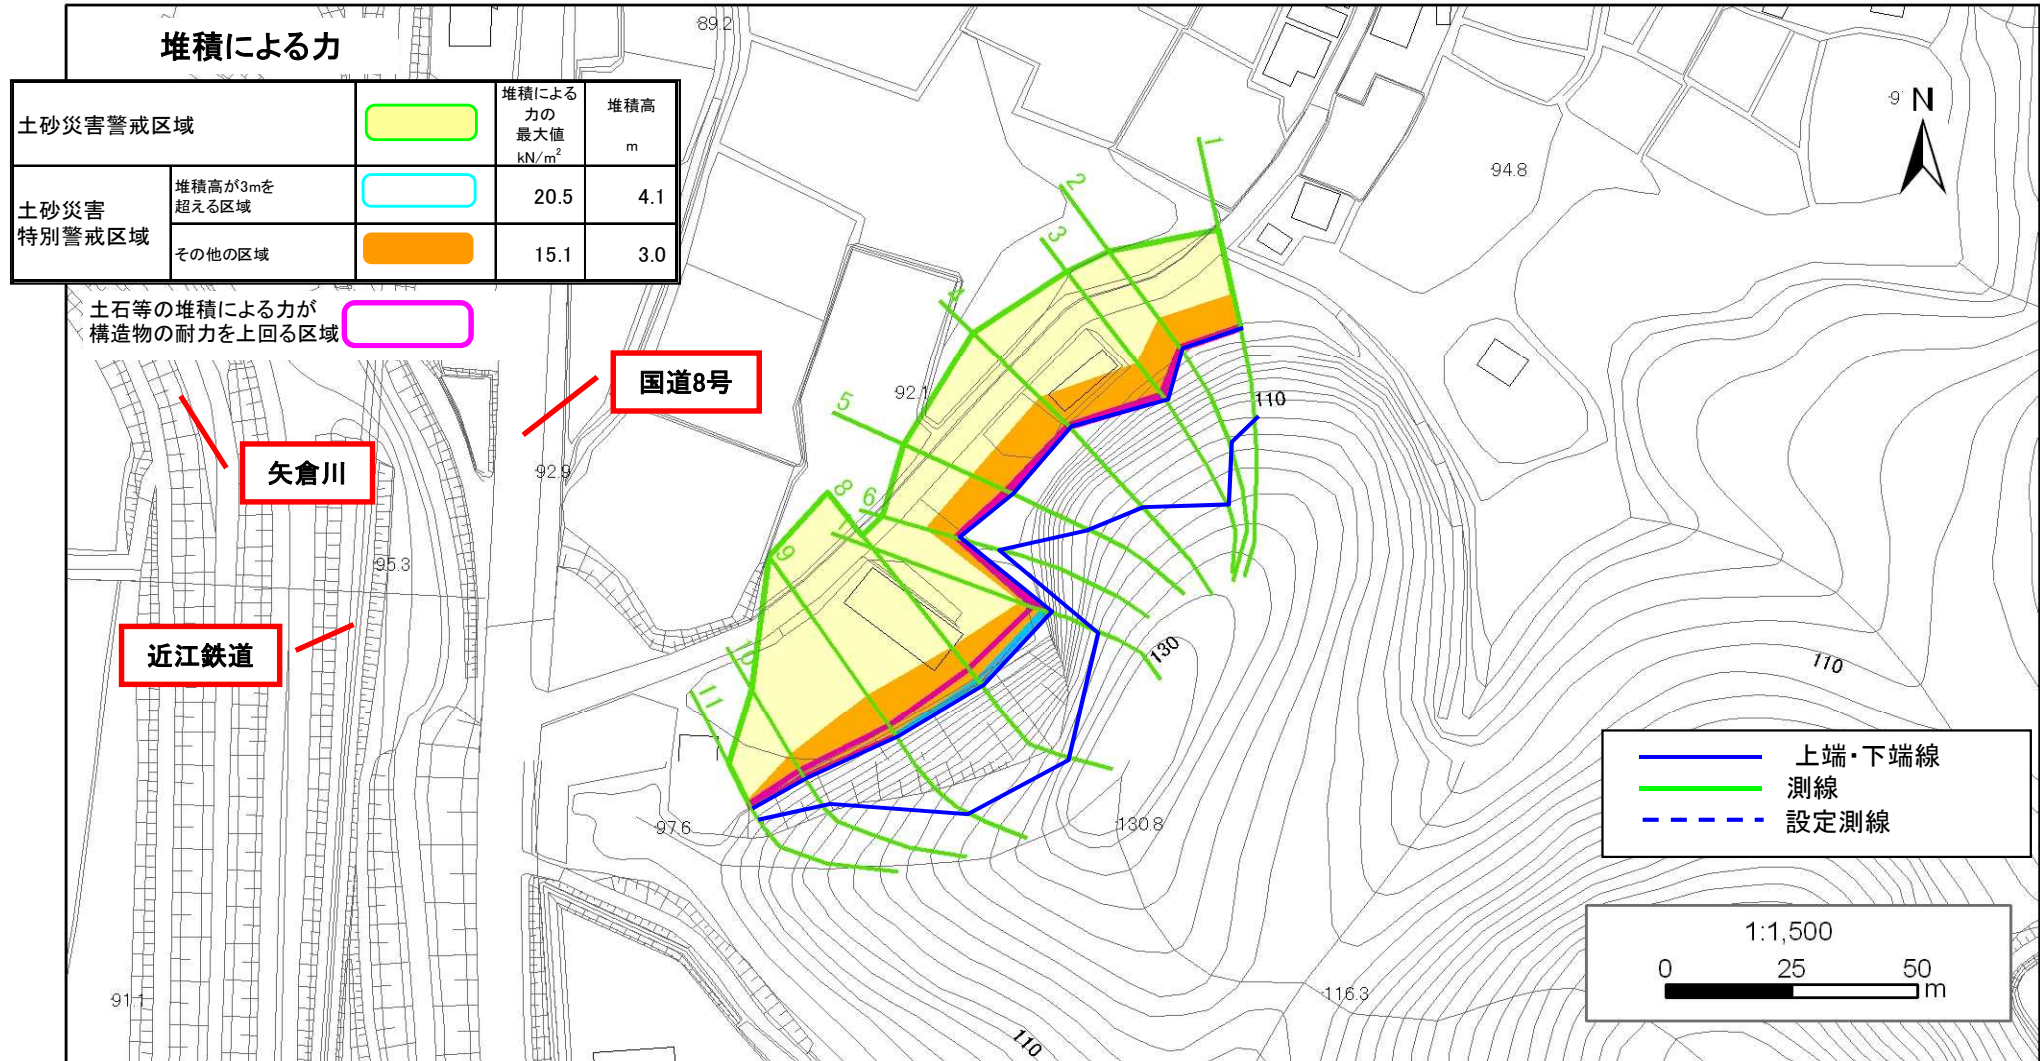 堆積による力
土砂災害警戒区域
堆積による
力の
最大値
kN/m²
堆積高
m
土砂災害
特別警戒区域
堆積高が3mを
超える区域
20.5
4.1
その他の区域
15.1
3.0
土石等の堆積による力が
構造物の耐力を上回る区域
国道8号
矢倉川
近江鉄道
89.2
94.8
N
1
2
3
4
5
6
7
8
9
10
11
92.1
92.9
95.3
97.6
91.1
110
130
130.8
110
116.3
110
上端・下端線
測線
設定測線
1:1,500
0 25 50
m